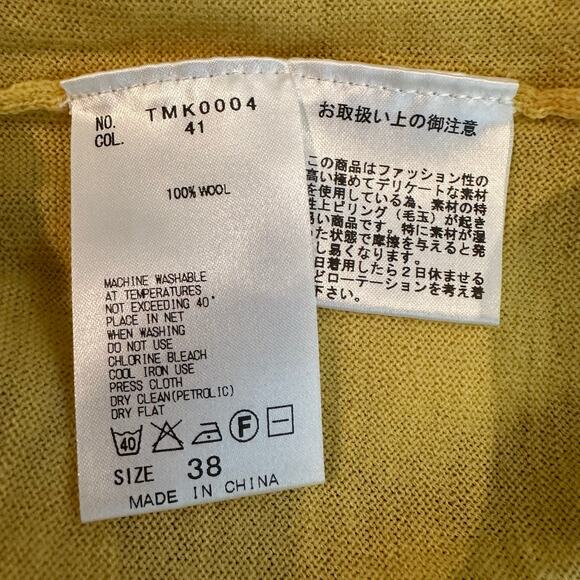 NO. TMK0004
COL. 41
100% WOOL
MACHINE WASHABLE
AT TEMPERATURES
NOT EXCEEDING 40°
PLACE IN NET
WHEN WASHING
DO NOT USE
CHLORINE BLEACH
COOL IRON USE
PRESS CLOTH
DRY CLEAN(PETROLIC)
DRY FLAT
40 F
SIZE 38
MADE IN CHINA
お取扱い上の御注意
この商品はファッション性の
高い極めてデリケートな素材
を使用している為、素材の特
性上ピリング（毛玉）が起き
易い商品です。特に素材が湿
った状態で摩擦を与えると発
し易くなります。
日着用したら2日休ませる
どローテーションを考え着
下さい。